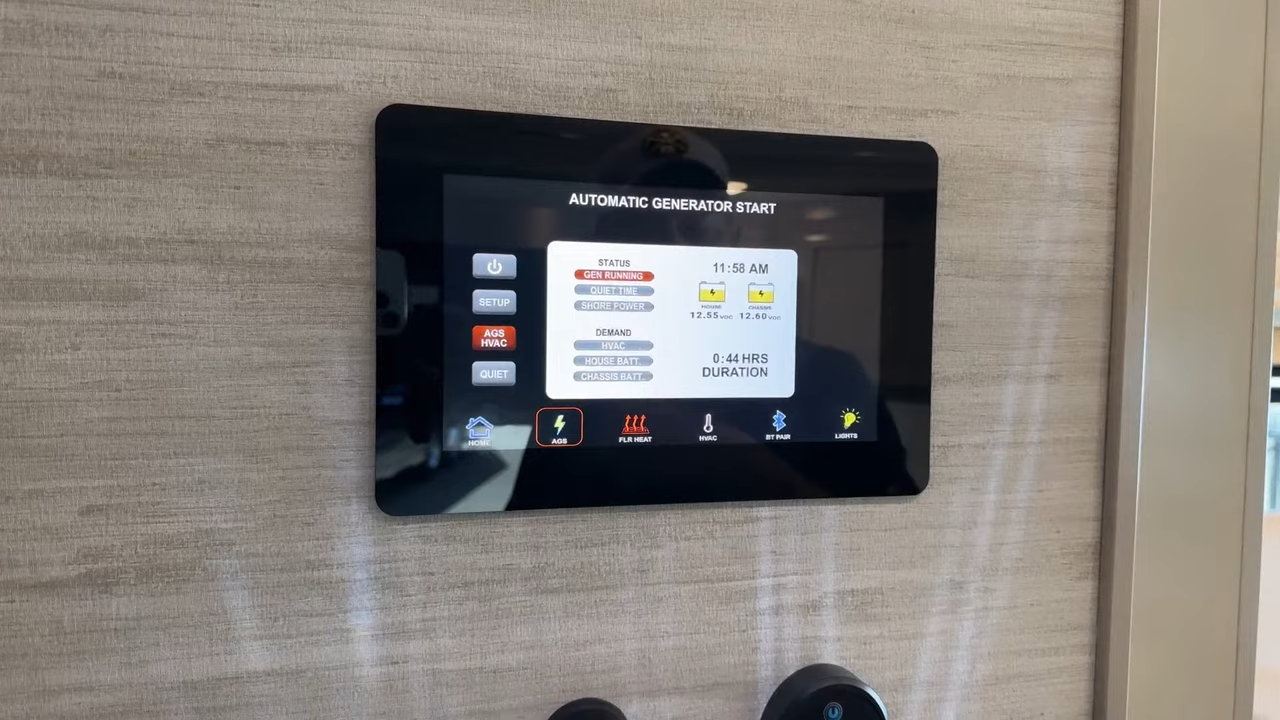 AUTOMATIC GENERATOR START
SETUP
AGS
HVAC
QUIET
STATUS
GEN RUNNING
QUIET TIME
SHORE POWER
DEMAND
HVAC
HOUSE BATT.
CHASSIS BATT.
11:58 AM
HOUSE
12.55 VDC
CHASSIS
12.60 VDC
0:44 HRS
DURATION
HOME
AGS
FLR HEAT
HVAC
BT PAIR
LIGHTS